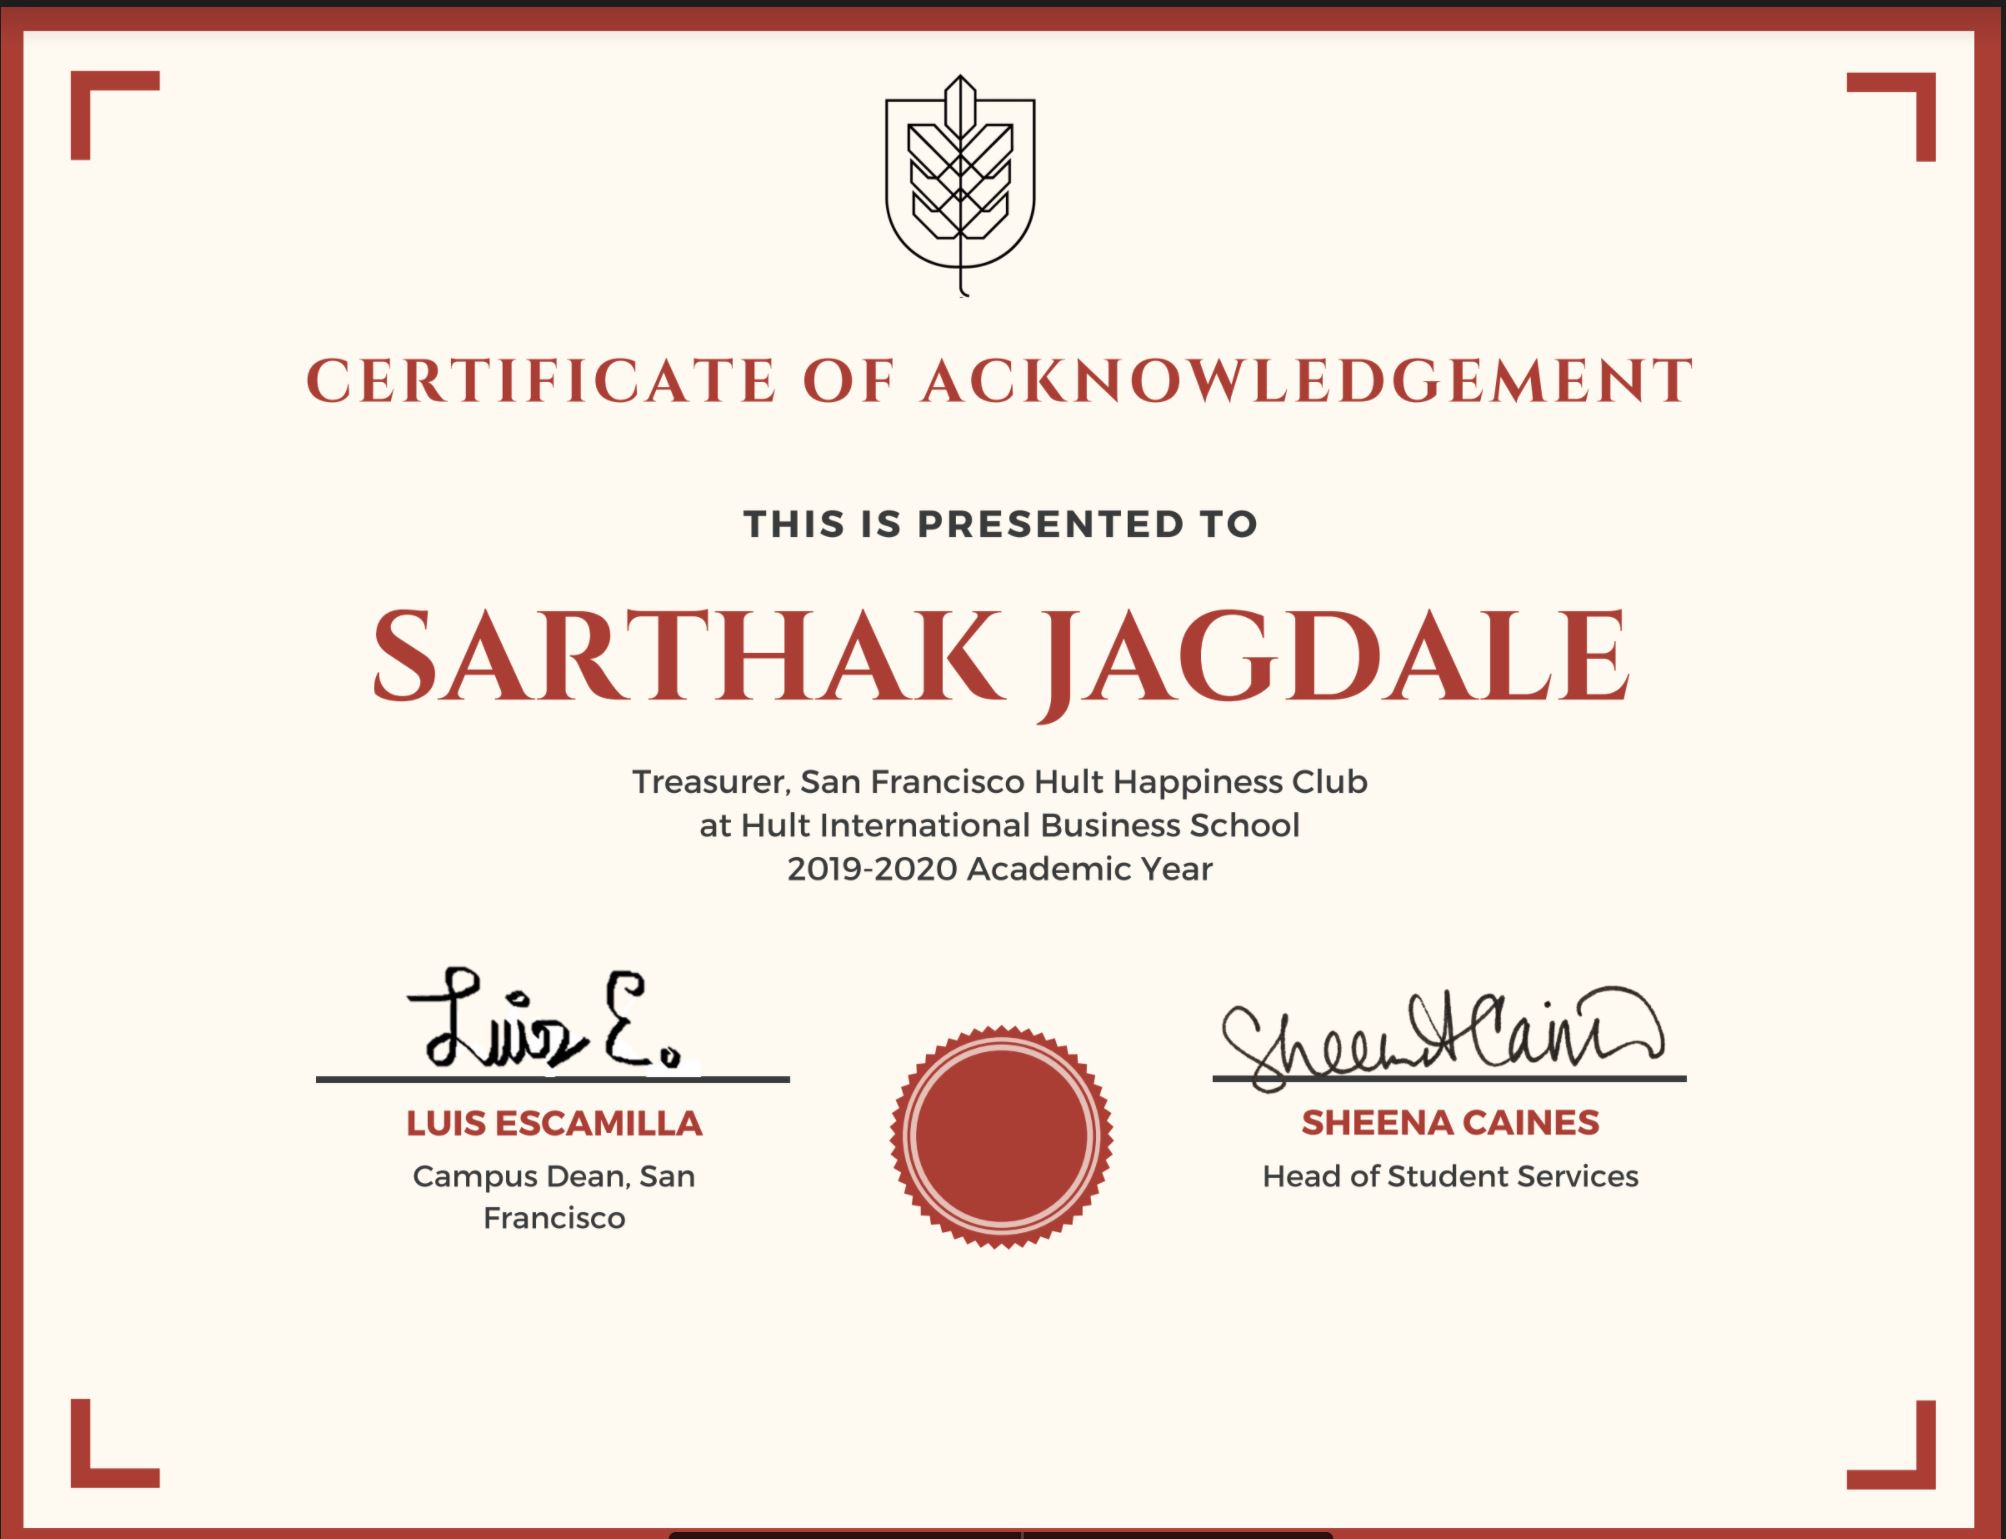 CERTIFICATE OF ACKNOWLEDGEMENT
THIS IS PRESENTED TO
SARTHAK JAGDALE
Treasurer, San Francisco Hult Happiness Club
at Hult International Business School
2019-2020 Academic Year
Luis E.
LUIS ESCAMILLA
Campus Dean, San
Francisco
Sheena A Caines
SHEENA CAINES
Head of Student Services